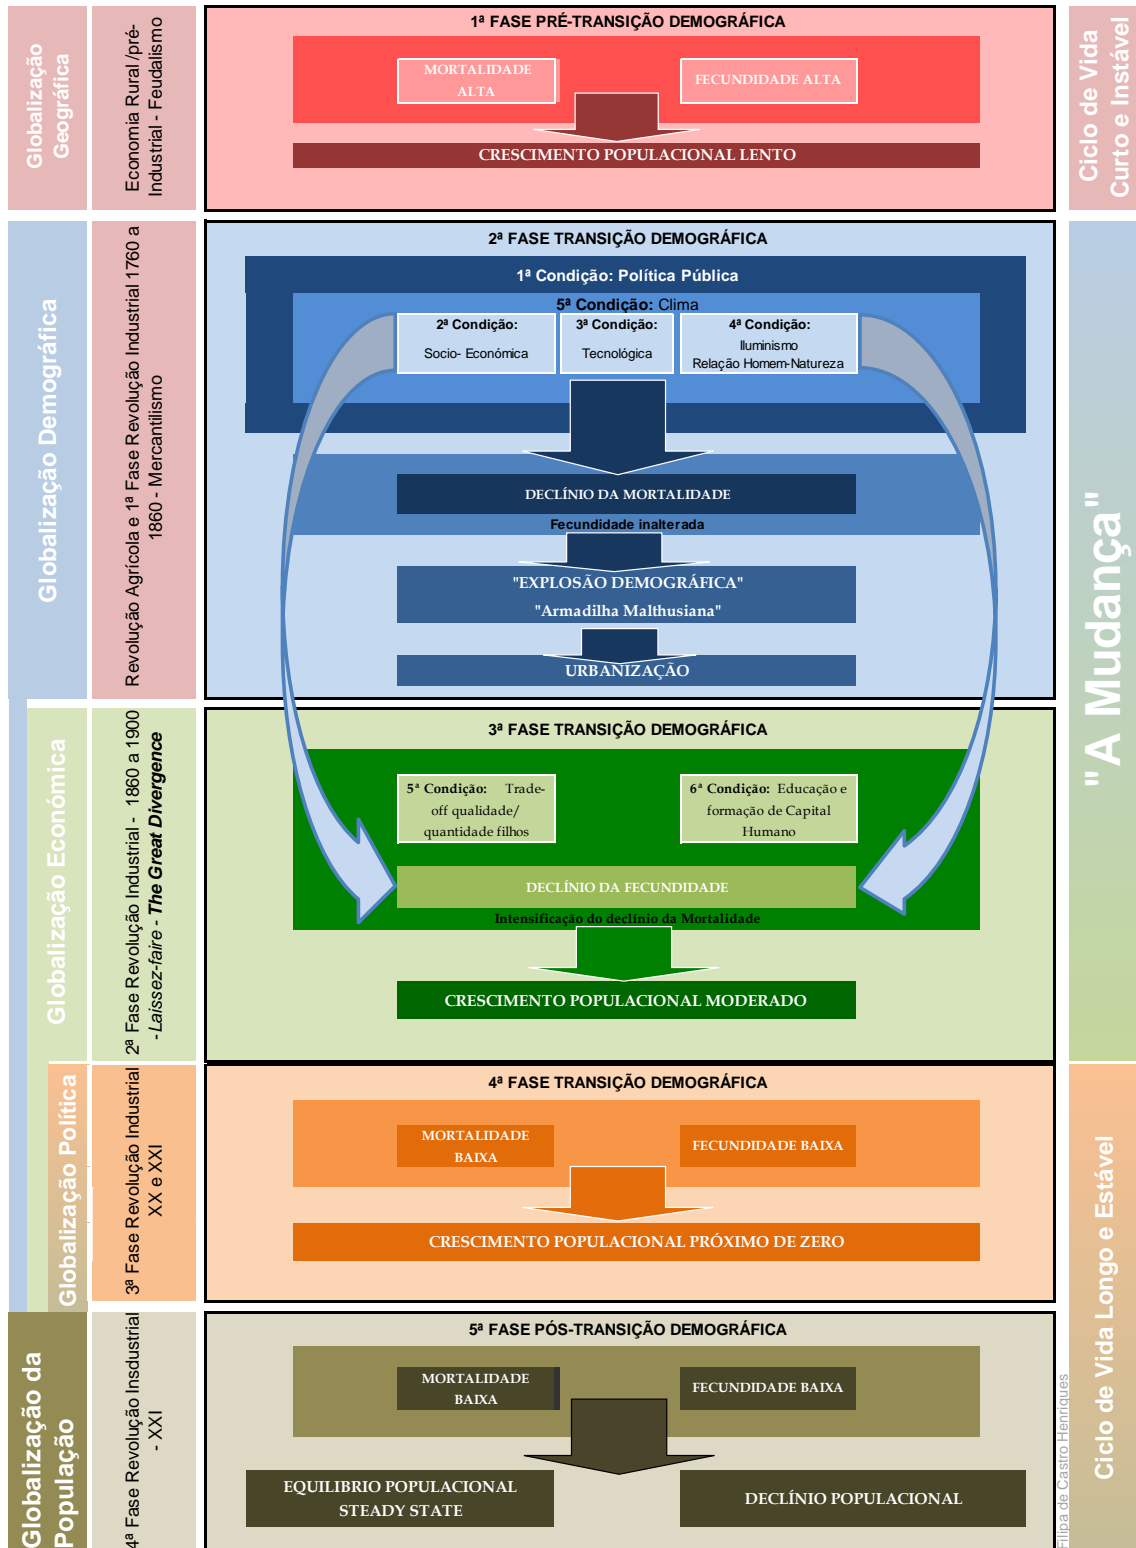 Globalização
Geográfica
Economia Rural /pré-
Industrial - Feudalismo
1ª FASE PRÉ-TRANSIÇÃO DEMOGRÁFICA
MORTALIDADE
ALTA
FECUNDIDADE ALTA
CRESCIMENTO POPULACIONAL LENTO
Ciclo de Vida
Curto e Instável
Globalização Demográfica
Revolução Agrícola e 1ª Fase Revolução Industrial 1760 a
1860 - Mercantilismo
2ª FASE TRANSIÇÃO DEMOGRÁFICA
1ª Condição: Política Pública
5ª Condição: Clima
2ª Condição:
Socio- Económica
3ª Condição:
Tecnológica
4ª Condição:
Iluminismo
Relação Homem-Natureza
DECLÍNIO DA MORTALIDADE
Fecundidade inalterada
"EXPLOSÃO DEMOGRÁFICA"
"Armadilha Malthusiana"
URBANIZAÇÃO
"A Mudança"
Globalização Económica
2ª Fase Revolução Industrial - 1860 a 1900
- Laissez-faire - The Great Divergence
3ª FASE TRANSIÇÃO DEMOGRÁFICA
5ª Condição: Trade-
off qualidade/
quantidade filhos
6ª Condição: Educação e
formação de Capital
Humano
DECLÍNIO DA FECUNDIDADE
Intensificação do declínio da Mortalidade
CRESCIMENTO POPULACIONAL MODERADO
Globalização Política
3ª Fase Revolução Industrial
XX e XXI
4ª FASE TRANSIÇÃO DEMOGRÁFICA
MORTALIDADE
BAIXA
FECUNDIDADE BAIXA
CRESCIMENTO POPULACIONAL PRÓXIMO DE ZERO
Ciclo de Vida Longo e Estável
Globalização da
População
4ª Fase Revolução Insdustrial
- XXI
5ª FASE PÓS-TRANSIÇÃO DEMOGRÁFICA
MORTALIDADE
BAIXA
FECUNDIDADE BAIXA
EQUILIBRIO POPULACIONAL
STEADY STATE
DECLÍNIO POPULACIONAL
Filipa de Castro Henriques